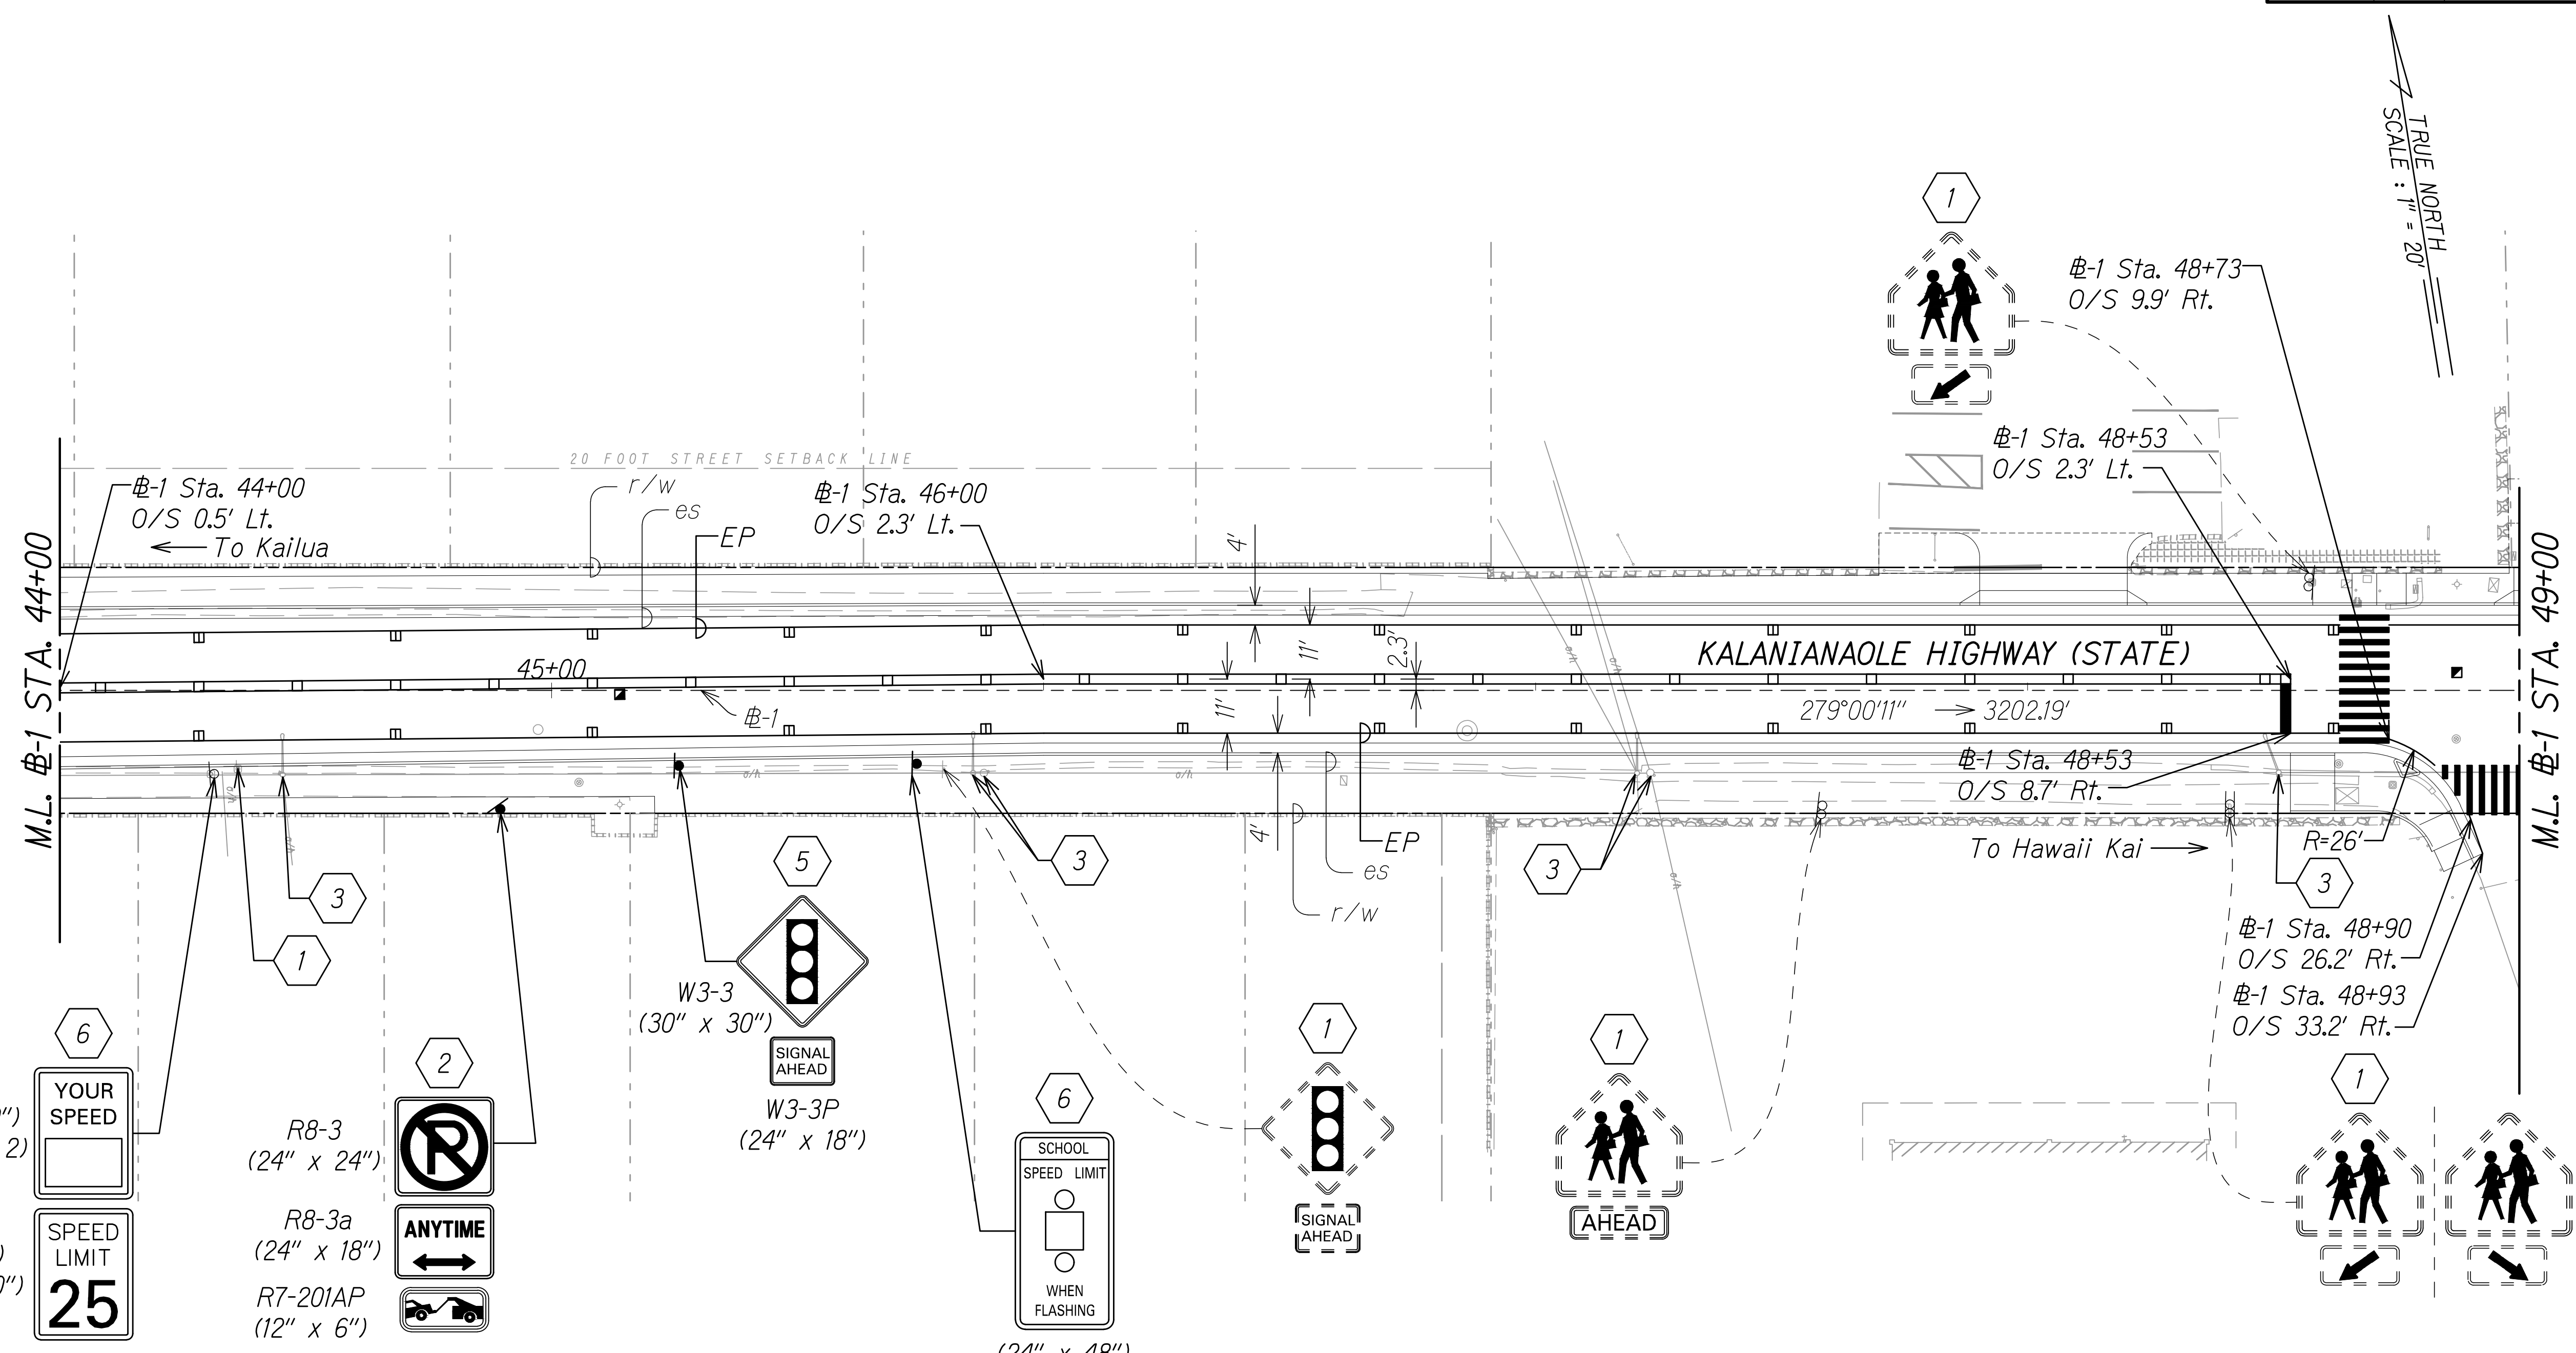 TRUE NORTH
SCALE : 1" = 20'
1
℄-1 Sta. 48+73
O/S 9.9' Rt.
℄-1 Sta. 48+53
O/S 2.3' Lt.
20 FOOT STREET SETBACK LINE
℄-1 Sta. 44+00
O/S 0.5' Lt.
To Kailua
r/w
es
EP
℄-1 Sta. 46+00
O/S 2.3' Lt.
4'
11'
2.3'
11'
4'
M.L. ℄-1 STA. 44+00
M.L. ℄-1 STA. 49+00
45+00
℄-1
KALANIANAOLE HIGHWAY (STATE)
279°00'11" 3202.19'
o/h
o/h
o/h
o/h
o/h
o/h
o/h
℄-1 Sta. 48+53
O/S 8.7' Rt.
To Hawaii Kai
R=26'
EP
es
r/w
3
1
3
3
3
5
℄-1 Sta. 48+90
O/S 26.2' Rt.
℄-1 Sta. 48+93
O/S 33.2' Rt.
W3-3
(30" x 30")
SIGNAL
AHEAD
W3-3P
(24" x 18")
6
YOUR
SPEED
SPEED
LIMIT
25
2)
2
R8-3
(24" x 24")
R8-3a
(24" x 18")
ANYTIME
R7-201AP
(12" x 6")
6
SCHOOL
SPEED LIMIT
WHEN
FLASHING
(24" x 48")
1
SIGNAL
AHEAD
1
AHEAD
1